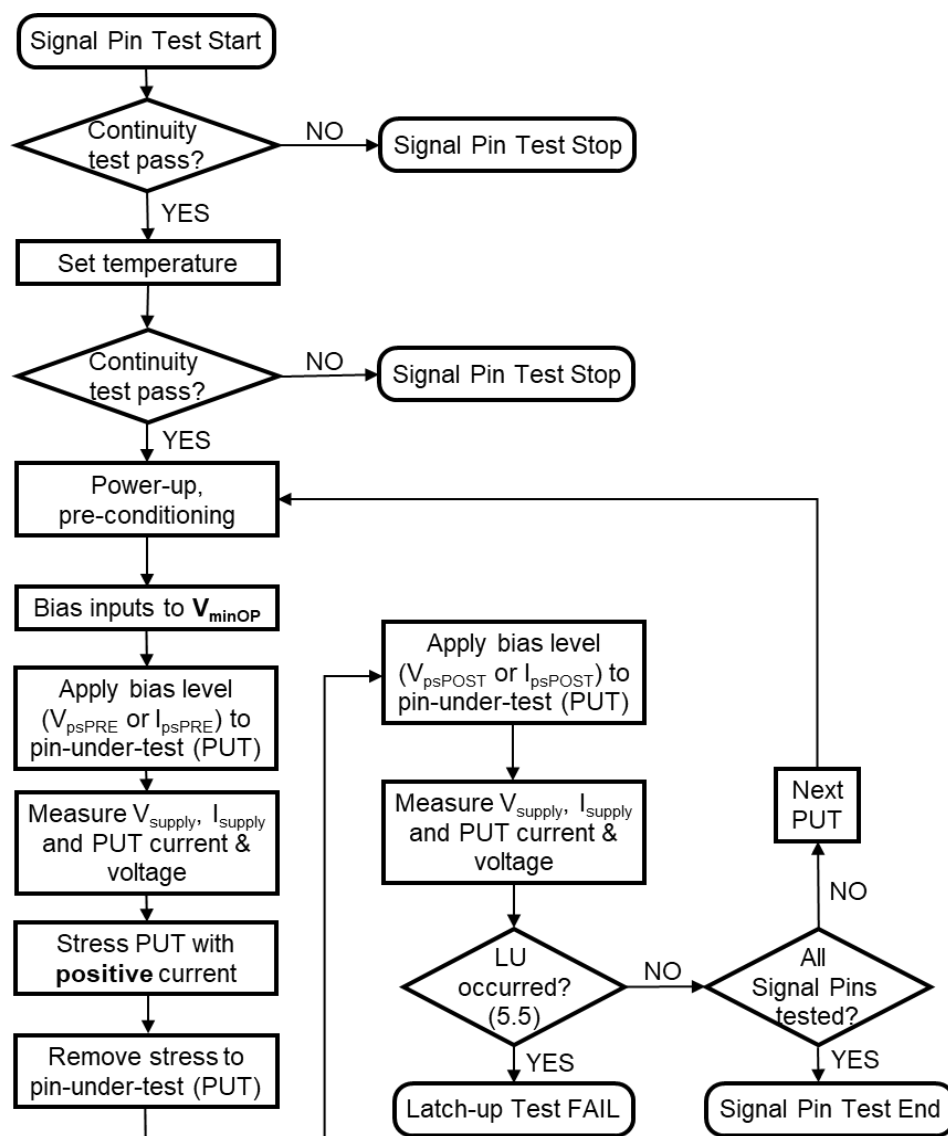 Signal Pin Test Start
Continuity
test pass?
NO
Signal Pin Test Stop
YES
Set temperature
Continuity
test pass?
NO
Signal Pin Test Stop
YES
Power-up,
pre-conditioning
Bias inputs to VminOP
Apply bias level
(VpsPRE or IpsPRE) to
pin-under-test (PUT)
Measure Vsupply, Isupply
and PUT current &
voltage
Stress PUT with
positive current
Remove stress to
pin-under-test (PUT)
Apply bias level
(VpsPOST or IpsPOST) to
pin-under-test (PUT)
Measure Vsupply, Isupply
and PUT current &
voltage
LU
occurred?
(5.5)
YES
Latch-up Test FAIL
NO
All
Signal Pins
tested?
NO
Next
PUT
YES
Signal Pin Test End